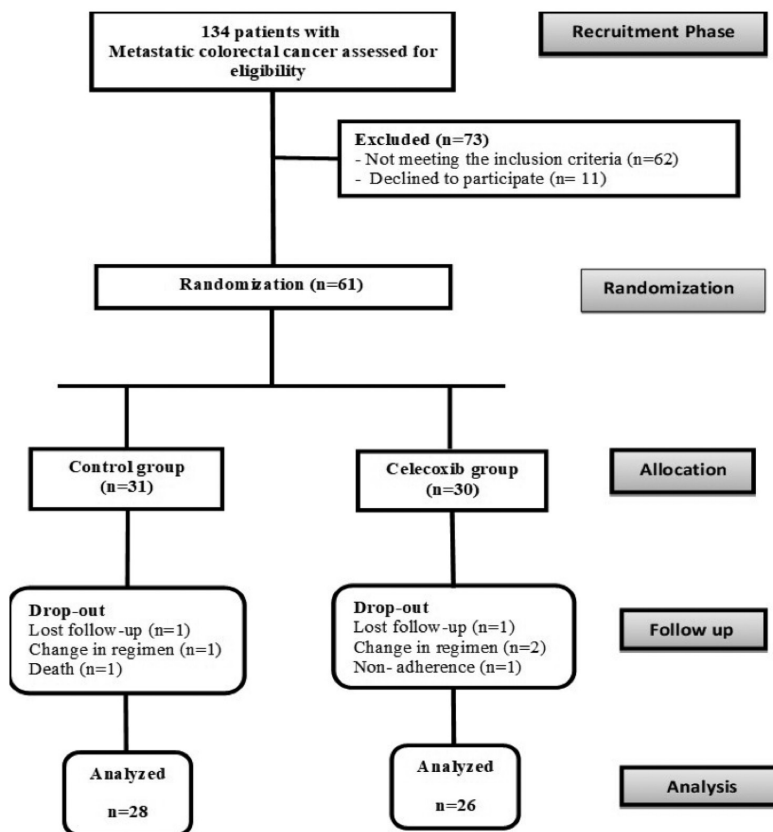 134 patients with
Metastatic colorectal cancer assessed for
eligibility
Recruitment Phase
Excluded (n=73)
- Not meeting the inclusion criteria (n=62)
- Declined to participate (n= 11)
Randomization (n=61)
Randomization
Control group
(n=31)
Celecoxib group
(n=30)
Allocation
Drop-out
Lost follow-up (n=1)
Change in regimen (n=1)
Death (n=1)
Drop-out
Lost follow-up (n=1)
Change in regimen (n=2)
Non- adherence (n=1)
Follow up
Analyzed
n=28
Analyzed
n=26
Analysis